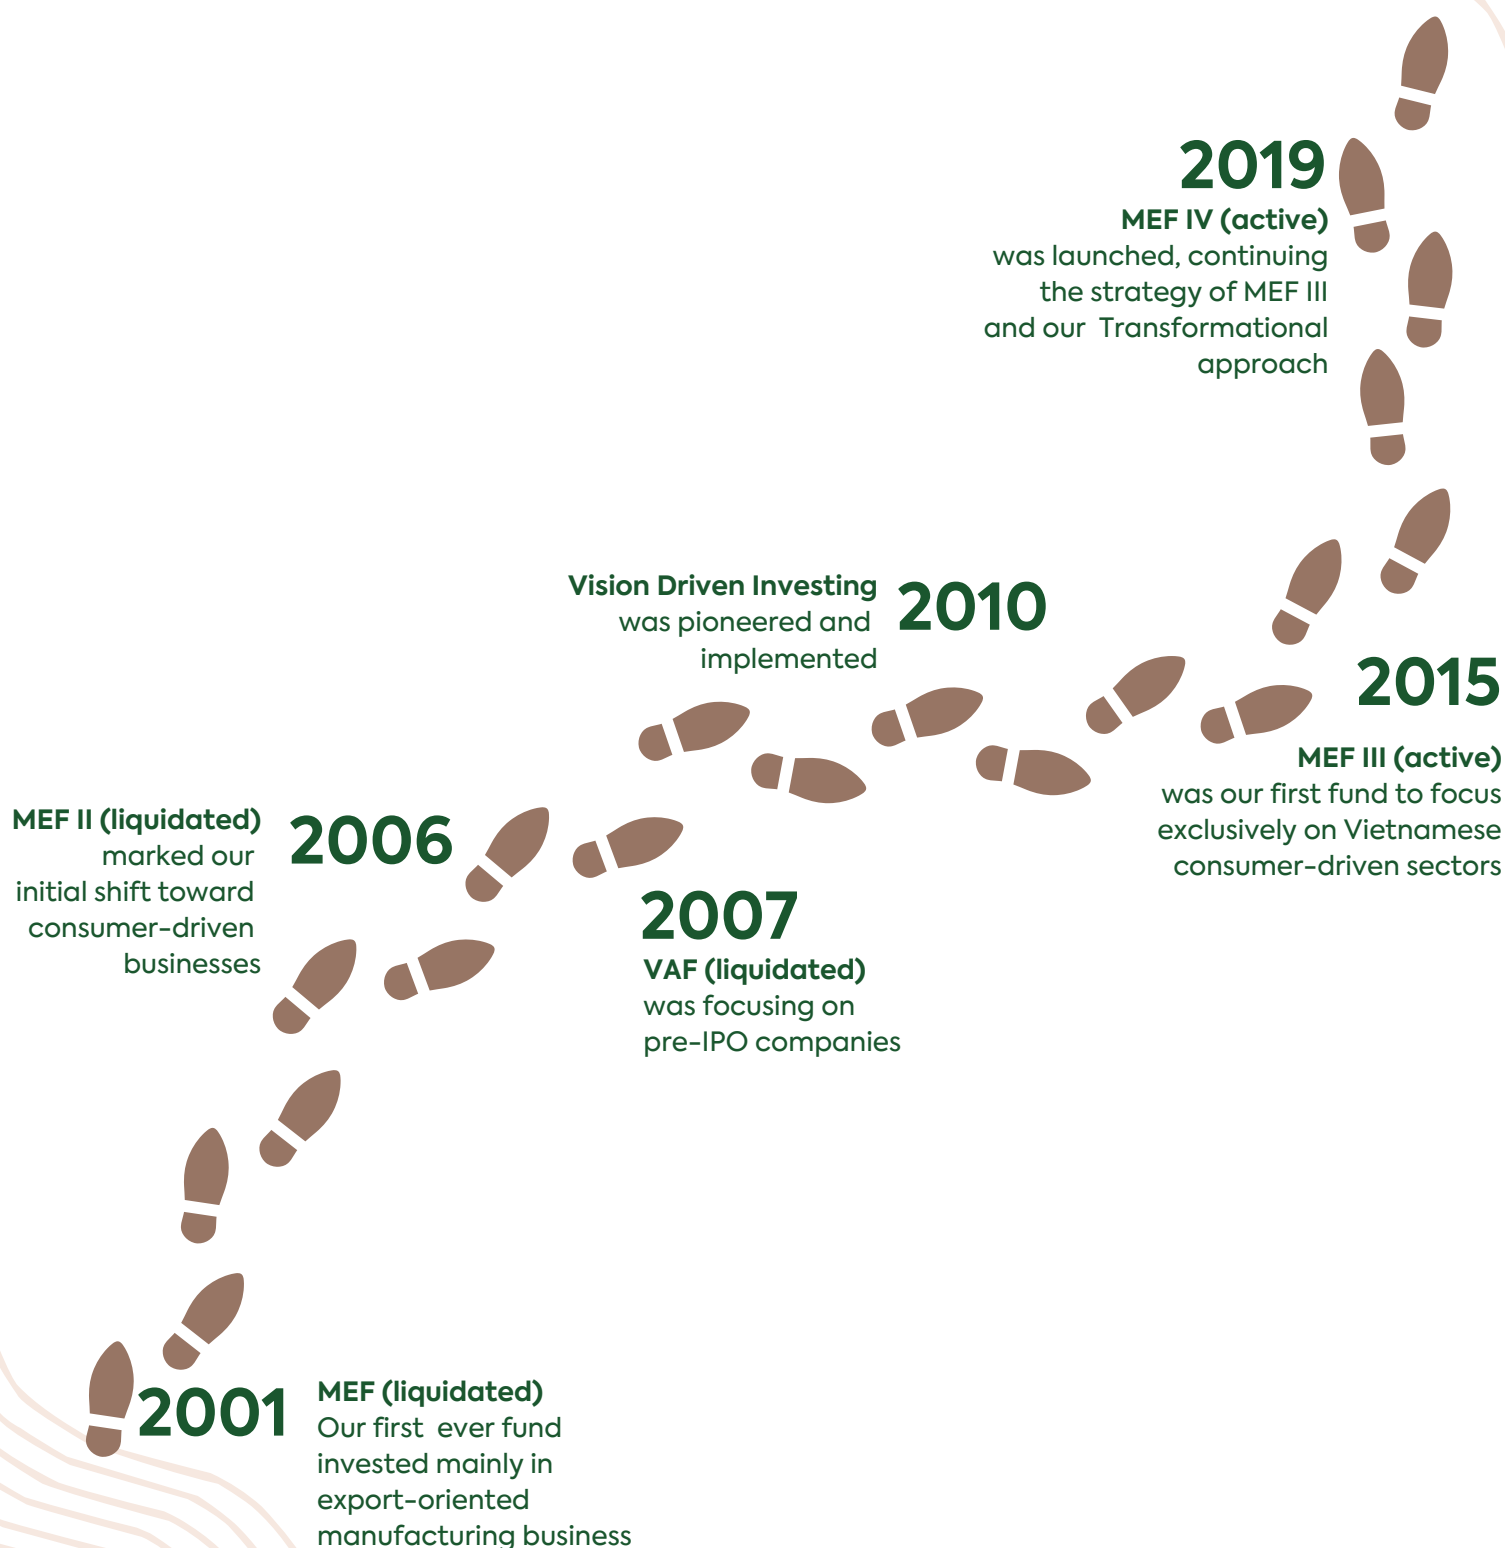 2019
MEF IV (active)
was launched, continuing
the strategy of MEF III
and our Transformational
approach
Vision Driven Investing
was pioneered and
implemented
2010
2015
MEF III (active)
was our first fund to focus
exclusively on Vietnamese
consumer-driven sectors
MEF II (liquidated)
marked our
initial shift toward
consumer-driven
businesses
2006
2007
VAF (liquidated)
was focusing on
pre-IPO companies
2001
MEF (liquidated)
Our first ever fund
invested mainly in
export-oriented
manufacturing business